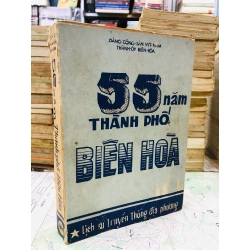 ĐẢNG CỘNG SẢN VIỆT NAM
THÀNH ỦY BIÊN HÒA
55 năm
THÀNH PHỐ
BIÊN HOÀ
Lịch sử truyền thống địa phương